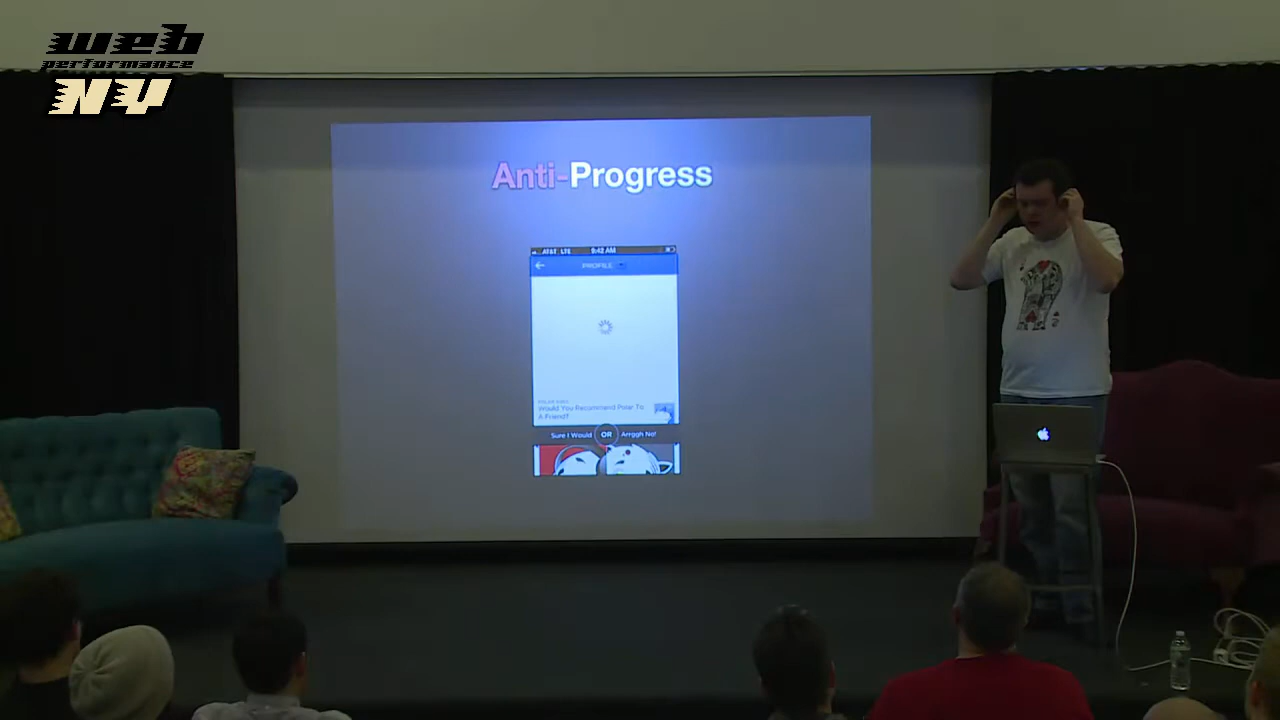 web
performance
NY
Anti-Progress
AT&T LTE 9:42 AM
PROFILE
Would You Recommend Polar To
A Friend?
Sure I Would OR Arrggh No!